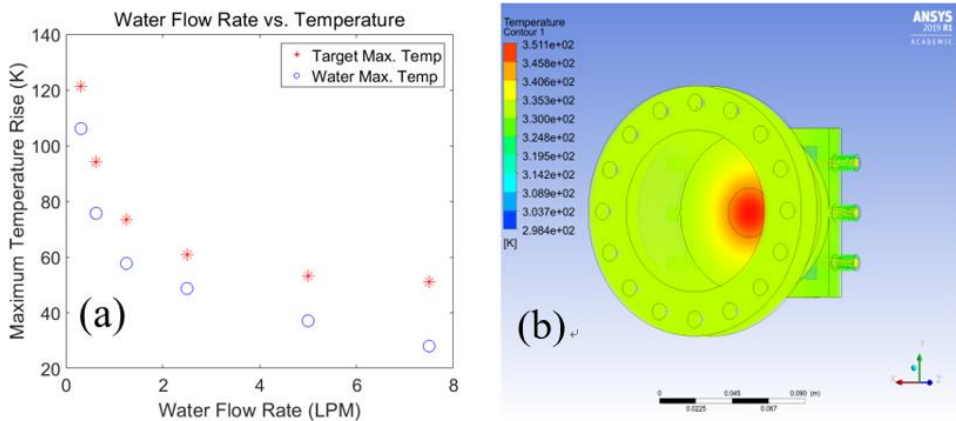 Water Flow Rate vs. Temperature
Maximum Temperature Rise (K)
140
120
100
80
60
40
20
Target Max. Temp
Water Max. Temp
(a)
0
2
4
6
8
Water Flow Rate (LPM)
Temperature
Contour 1
3.511e+02
3.458e+02
3.406e+02
3.353e+02
3.300e+02
3.248e+02
3.195e+02
3.142e+02
3.089e+02
3.037e+02
2.984e+02
[K]
ANSYS
2019 R1
ACADEMIC
(b)
0
0.045
0.090 (m)
0.0225
0.067
Y
X
Z